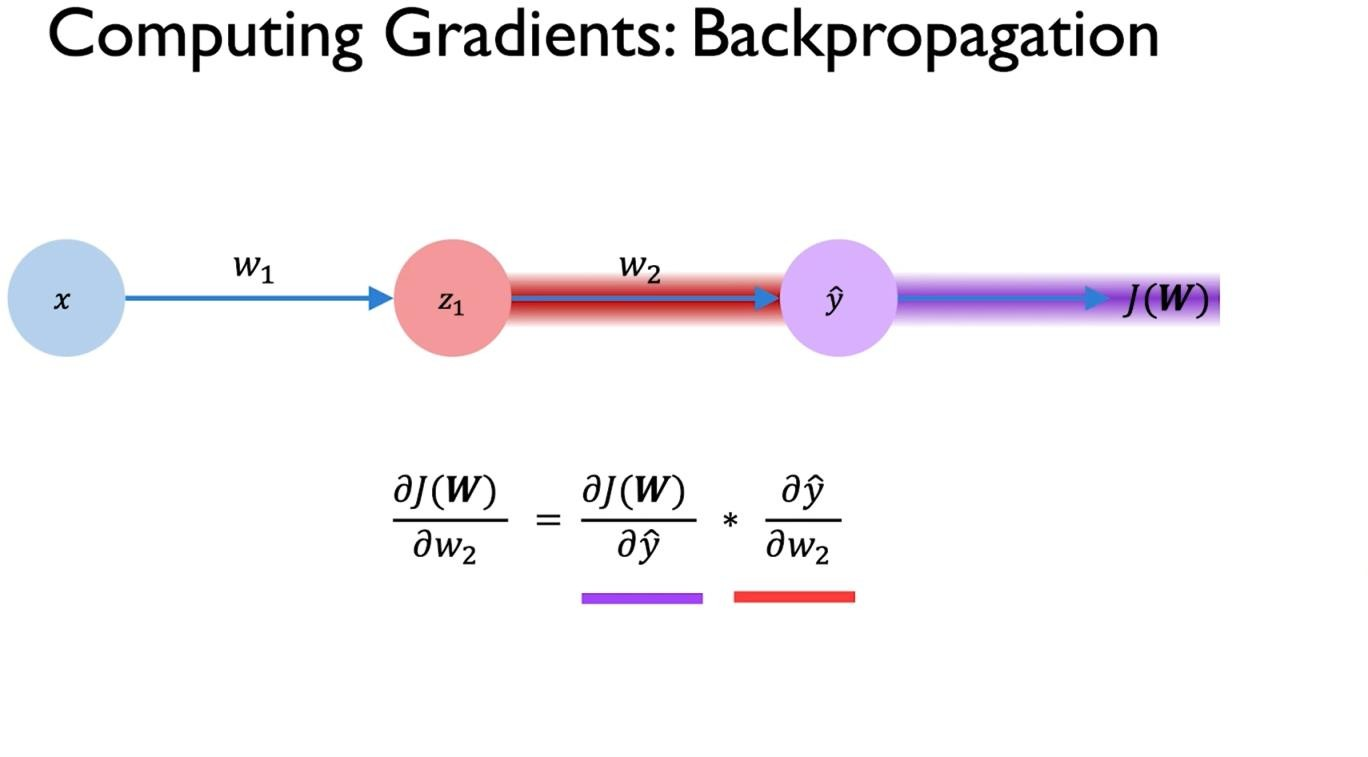 Computing Gradients: Backpropagation
x w₁ z₁ w₂ ŷ J(W)
∂J(W)/∂w₂ = ∂J(W)/∂ŷ * ∂ŷ/∂w₂